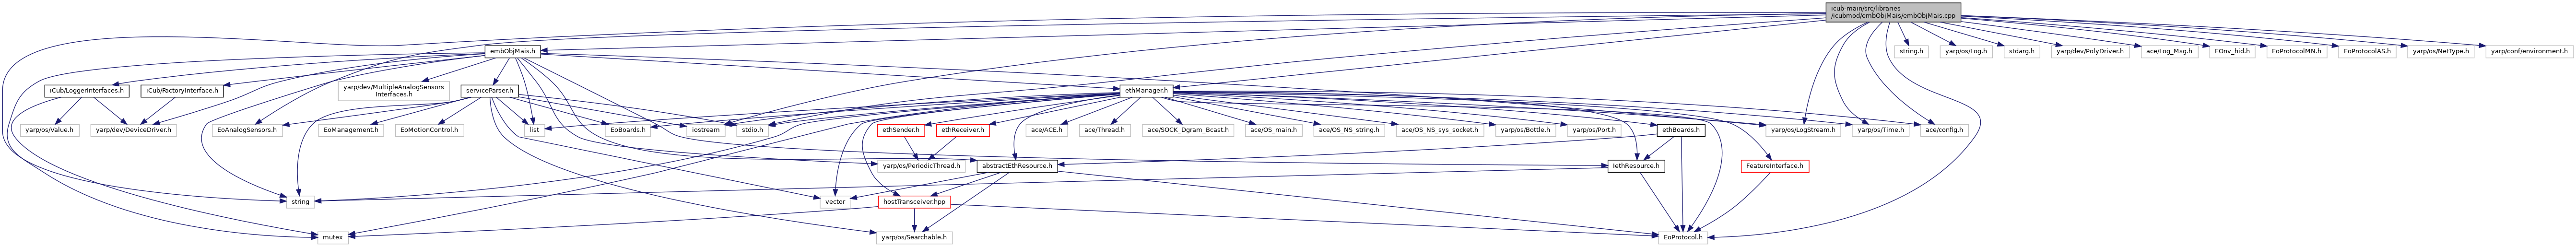 icub-main/src/libraries
/icubmod/embObjMais/embObjMais.cpp
embObjMais.h
string.h
yarp/os/Log.h
stdarg.h
yarp/dev/PolyDriver.h
ace/Log_Msg.h
EOnv_hid.h
EoProtocolMN.h
EoProtocolAS.h
yarp/os/NetType.h
yarp/conf/environment.h
iCub/LoggerInterfaces.h
iCub/FactoryInterface.h
yarp/dev/MultipleAnalogSensors
Interfaces.h
serviceParser.h
ethManager.h
yarp/os/Value.h
yarp/dev/DeviceDriver.h
EoAnalogSensors.h
EoManagement.h
EoMotionControl.h
list
EoBoards.h
iostream
stdio.h
ethSender.h
ethReceiver.h
ace/ACE.h
ace/Thread.h
ace/SOCK_Dgram_Bcast.h
ace/OS_main.h
ace/OS_NS_string.h
ace/OS_NS_sys_socket.h
yarp/os/Bottle.h
yarp/os/Port.h
ethBoards.h
yarp/os/LogStream.h
yarp/os/Time.h
ace/config.h
yarp/os/PeriodicThread.h
abstractEthResource.h
IethResource.h
FeatureInterface.h
string
vector
hostTransceiver.hpp
mutex
yarp/os/Searchable.h
EoProtocol.h